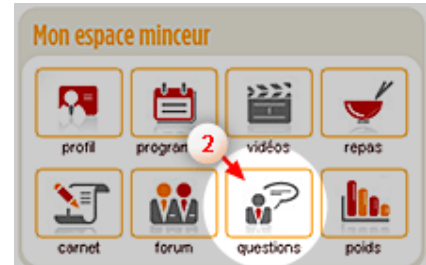 Mon espace minceur
profil program 2 vidéos repas
carnet forum questions poids